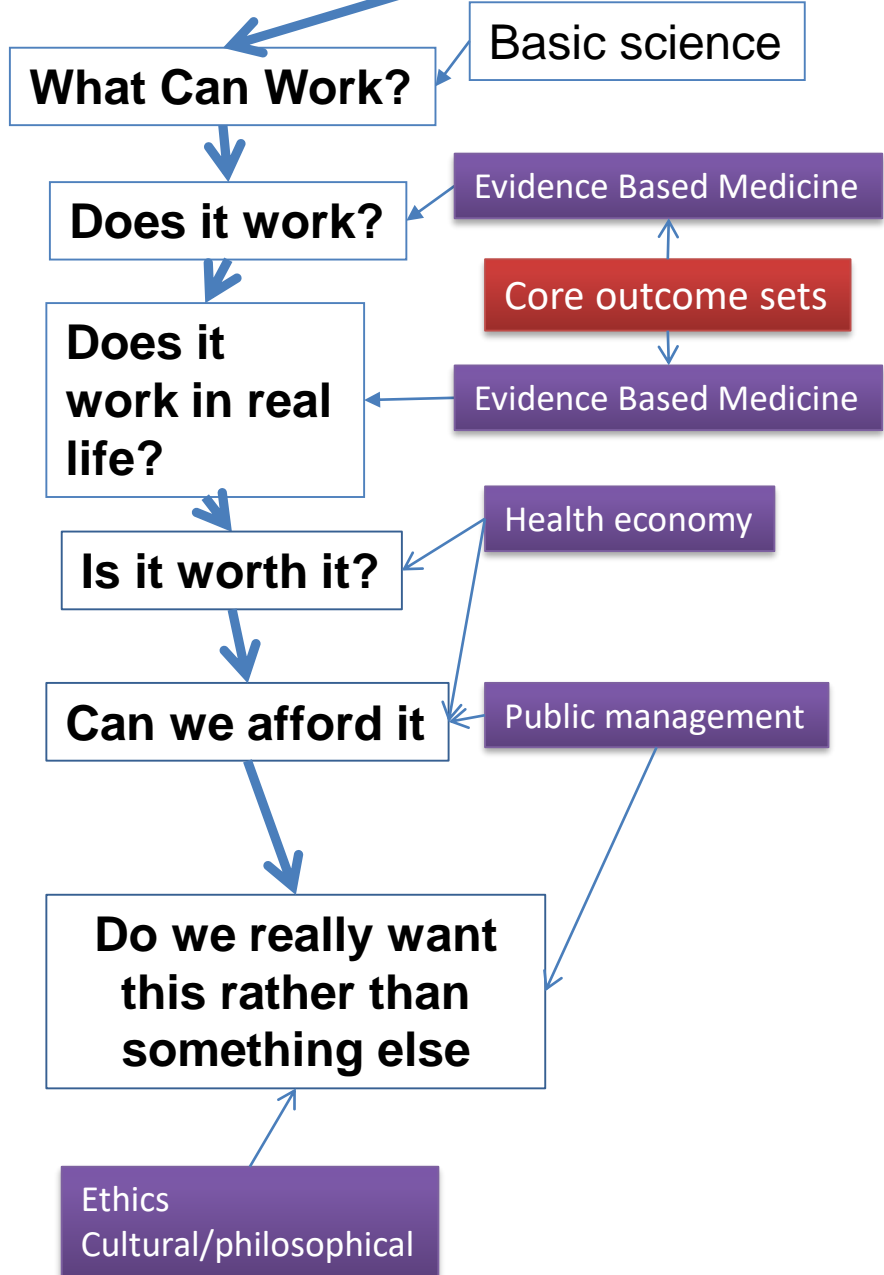 Basic science
What Can Work?
Evidence Based Medicine
Does it work?
Core outcome sets
Does it
work in real
life?
Evidence Based Medicine
Health economy
Is it worth it?
Can we afford it
Public management
Do we really want
this rather than
something else
Ethics
Cultural/philosophical